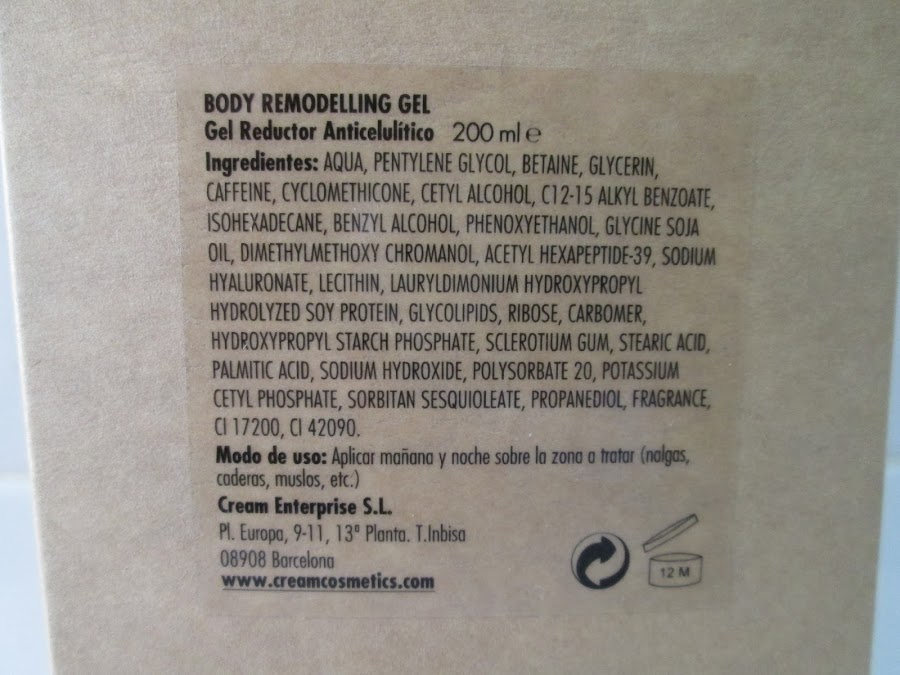 BODY REMODELLING GEL
Gel Reductor Anticelulítico 200 ml e
Ingredientes: AQUA, PENTYLENE GLYCOL, BETAINE, GLYCERIN,
CAFFEINE, CYCLOMETHICONE, CETYL ALCOHOL, C12-15 ALKYL BENZOATE,
ISOHEXADECANE, BENZYL ALCOHOL, PHENOXYETHANOL, GLYCINE SOJA
OIL, DIMETHYLMETHOXY CHROMANOL, ACETYL HEXAPEPTIDE-39, SODIUM
HYALURONATE, LECITHIN, LAURYLDIMONIUM HYDROXYPROPYL
HYDROLYZED SOY PROTEIN, GLYCOLIPIDS, RIBOSE, CARBOMER,
HYDROXYPROPYL STARCH PHOSPHATE, SCLEROTIUM GUM, STEARIC ACID,
PALMITIC ACID, SODIUM HYDROXIDE, POLYSORBATE 20, POTASSIUM
CETYL PHOSPHATE, SORBITAN SESQUIOLEATE, PROPANEDIOL, FRAGRANCE,
CI 17200, CI 42090.
Modo de uso: Aplicar mañana y noche sobre la zona a tratar (nalgas,
caderas, muslos, etc.)
Cream Enterprise S.L.
Pl. Europa, 9-11, 13ª Planta. T.Inbisa
08908 Barcelona
www.creamcosmetics.com
12 M